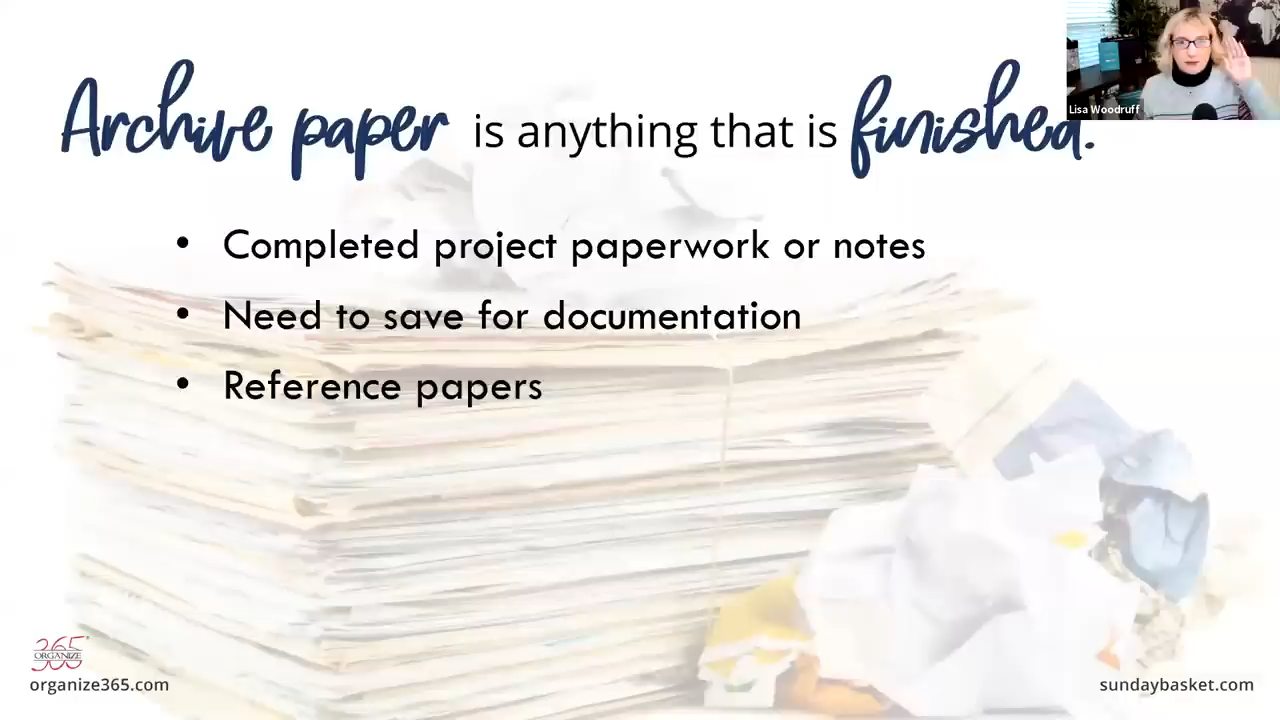 Lisa Woodruff
Archive paper is anything that is finished.
• Completed project paperwork or notes
• Need to save for documentation
• Reference papers
365®
ORGANIZE
organize365.com
sundaybasket.com